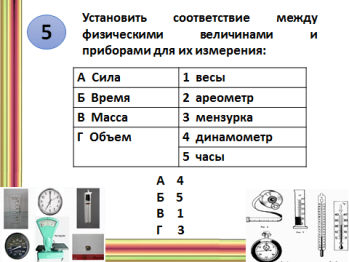 5
Установить соответствие между
физическими величинами и
приборами для их измерения:
А Сила 1 весы
Б Время 2 ареометр
В Масса 3 мензурка
Г Объем 4 динамометр
5 часы
А 4
Б 5
В 1
Г 3